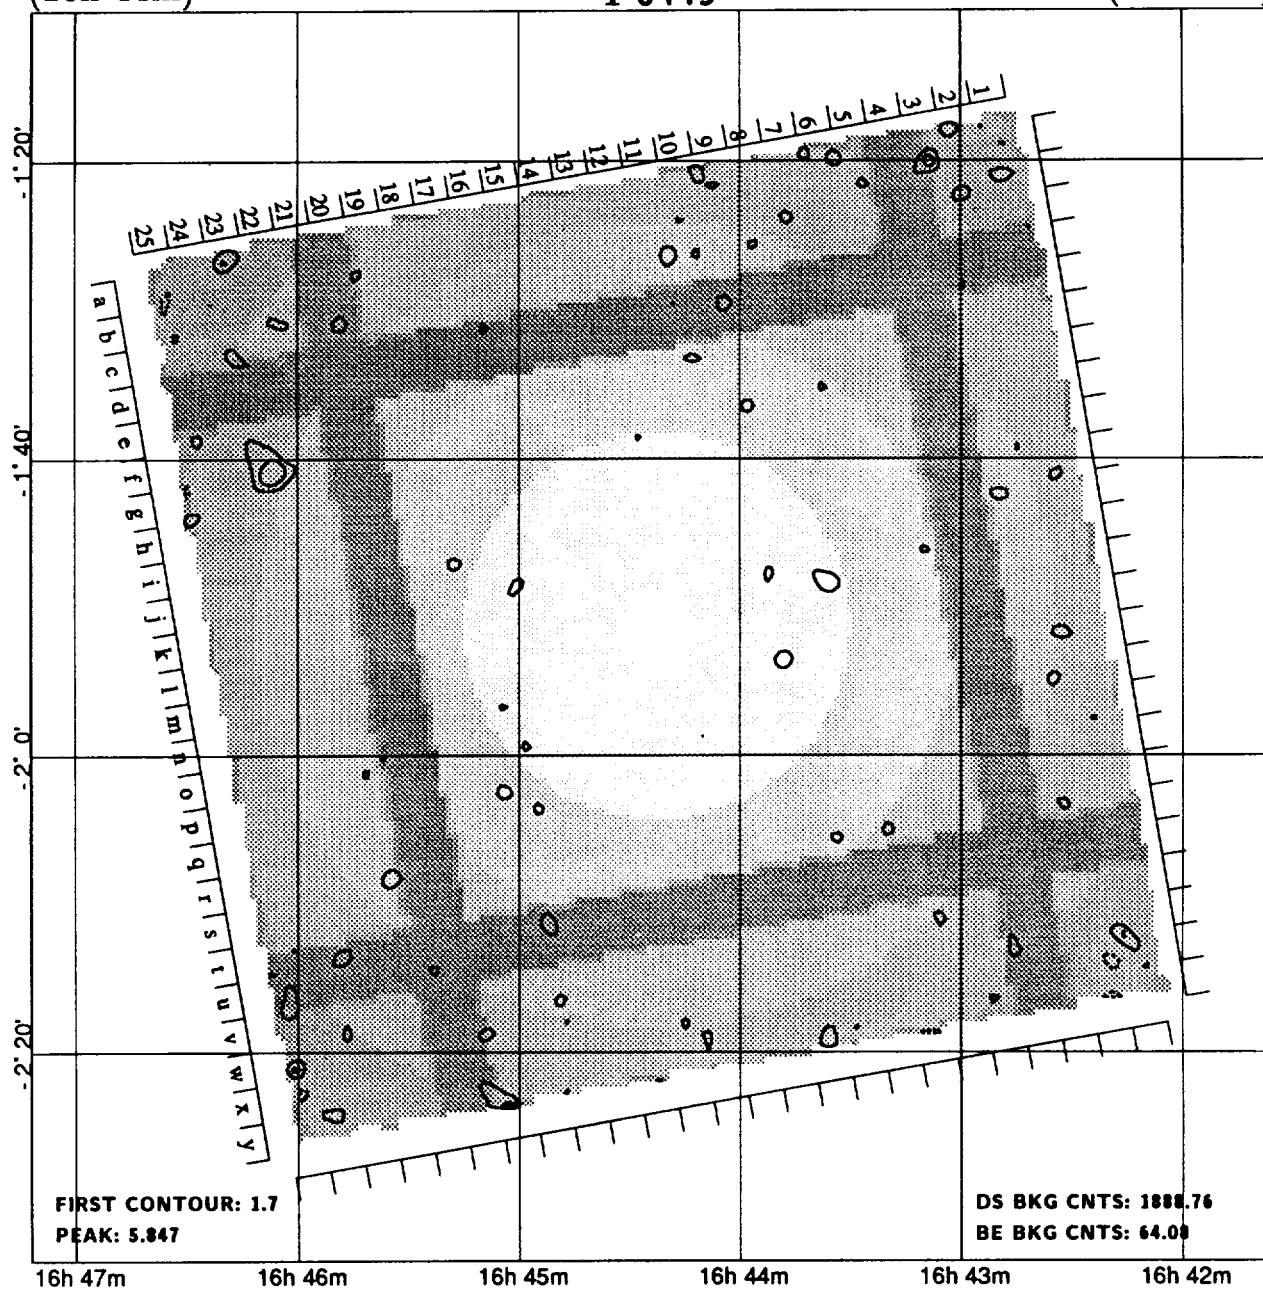 1 2 3 4 5 6 7 8 9 10 11 12 13 14 15 16 17 18 19 20 21 22 23 24 25
a b c d e f g h i j k l m n o p q r s t u v w x y
-1° 20'
-1° 40'
-2° 0'
-2° 20'
FIRST CONTOUR: 1.7
PEAK: 5.847
DS BKG CNTS: 1888.76
BE BKG CNTS: 64.08
16h 47m 16h 46m 16h 45m 16h 44m 16h 43m 16h 42m